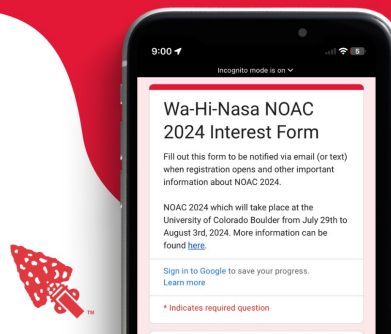 9:00
5
Incognito mode is on
Wa-Hi-Nasa NOAC
2024 Interest Form
Fill out this form to be notified via email (or text)
when registration opens and other important
information about NOAC 2024.
NOAC 2024 which will take place at the
University of Colorado Boulder from July 29th to
August 3rd, 2024. More information can be
found here.
Sign in to Google to save your progress.
Learn more
* Indicates required question
TM